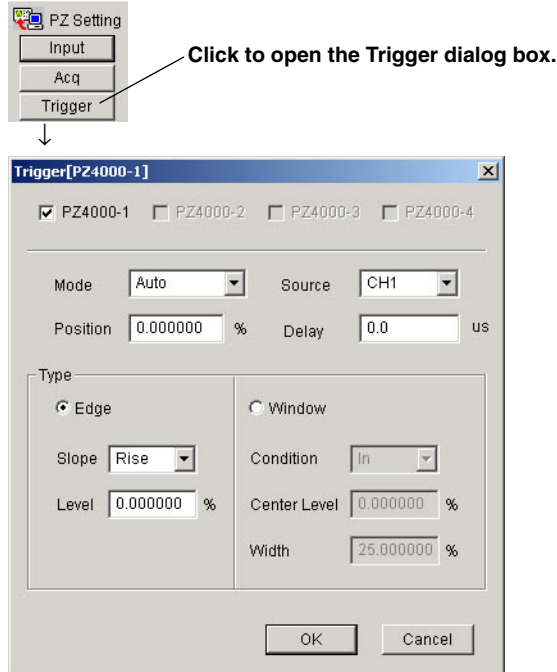 PZ Setting
Input
Click to open the Trigger dialog box.
Acq
Trigger
↓
Trigger[PZ4000-1]
PZ4000-1 PZ4000-2 PZ4000-3 PZ4000-4
Mode Auto Source CH1
Position 0.000000 % Delay 0.0 us
Type
Edge Window
Slope Rise Condition In
Level 0.000000 % Center Level 0.000000 %
Width 25.000000 %
OK Cancel